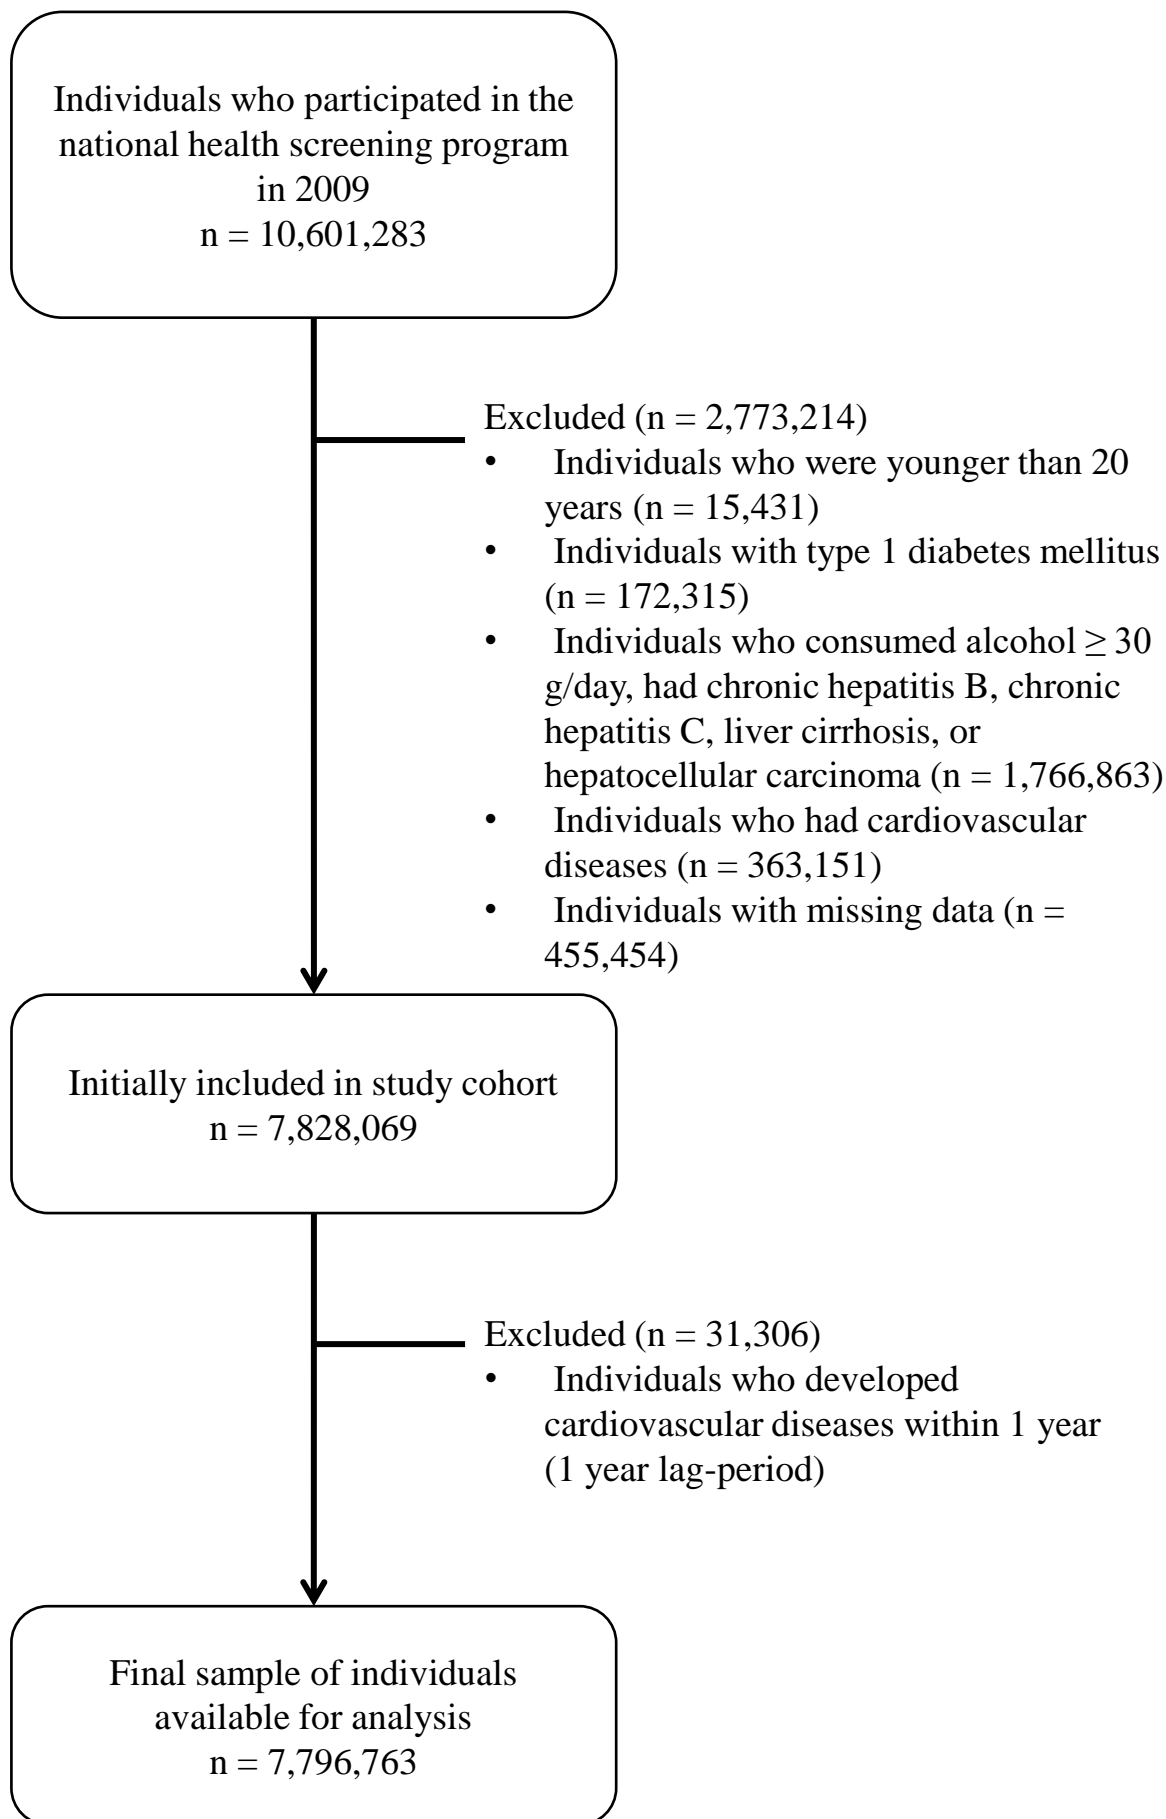 Individuals who participated in the
national health screening program
in 2009
n = 10,601,283
Excluded (n = 2,773,214)
• Individuals who were younger than 20
years (n = 15,431)
• Individuals with type 1 diabetes mellitus
(n = 172,315)
• Individuals who consumed alcohol ≥ 30
g/day, had chronic hepatitis B, chronic
hepatitis C, liver cirrhosis, or
hepatocellular carcinoma (n = 1,766,863)
• Individuals who had cardiovascular
diseases (n = 363,151)
• Individuals with missing data (n =
455,454)
Initially included in study cohort
n = 7,828,069
Excluded (n = 31,306)
• Individuals who developed
cardiovascular diseases within 1 year
(1 year lag-period)
Final sample of individuals
available for analysis
n = 7,796,763